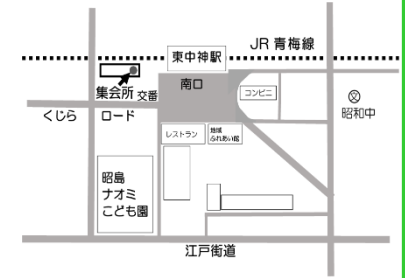 JR 青梅線
東中神駅
南口
コンビニ
昭和中
集会所
交番
くじら ロード
レストラン
地域
ふれあい館
昭島
ナオミ
こども園
江戸街道